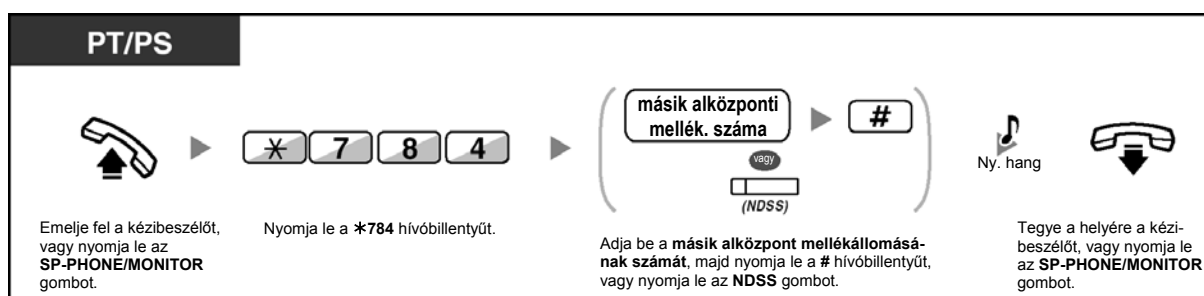 PT/PS
* 7 8 4
másik alközponti
mellék. száma
#
vagy
(NDSS)
Ny. hang
Emelje fel a kézibeszélőt,
vagy nyomja le az
SP-PHONE/MONITOR
gombot.
Nyomja le a *784 hívóbillentyűt.
Adja be a másik alközpont mellékállomásá-
nak számát, majd nyomja le a # hívóbillentyűt,
vagy nyomja le az NDSS gombot.
Tegye a helyére a kézi-
beszélőt, vagy nyomja le
az SP-PHONE/MONITOR
gombot.